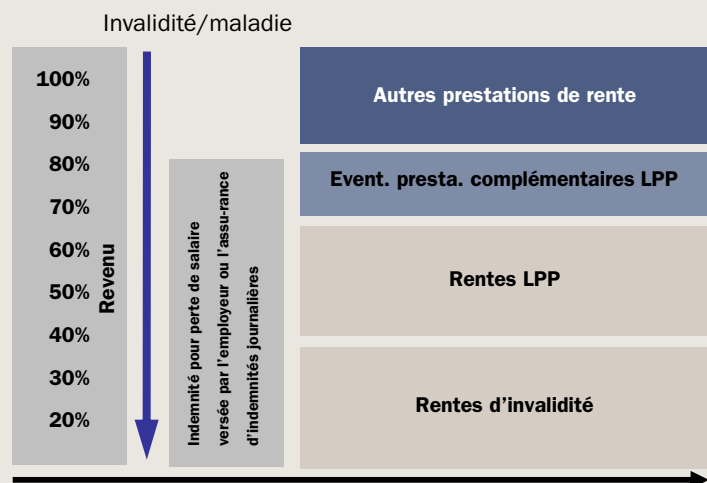 Invalidité/maladie
100%
90%
80%
70%
60%
50%
40%
30%
20%
Revenu
Indemnité pour perte de salaire
versée par l'employeur ou l'assu-rance
d'indemnités journalières
Autres prestations de rente
Event. presta. complémentaires LPP
Rentes LPP
Rentes d'invalidité